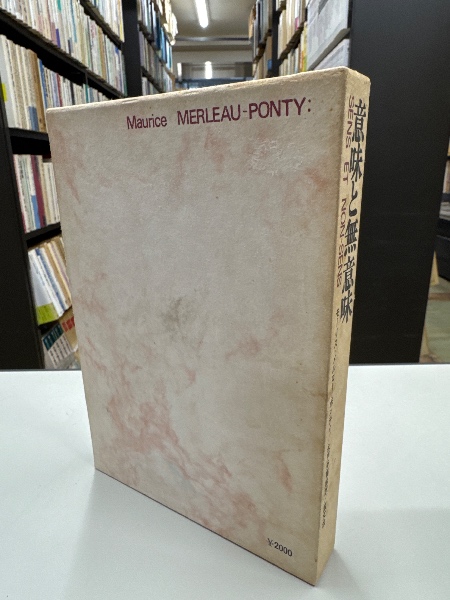 Maurice MERLEAU-PONTY:
意味と無意味
SENS ET NON-SENS
¥-2000